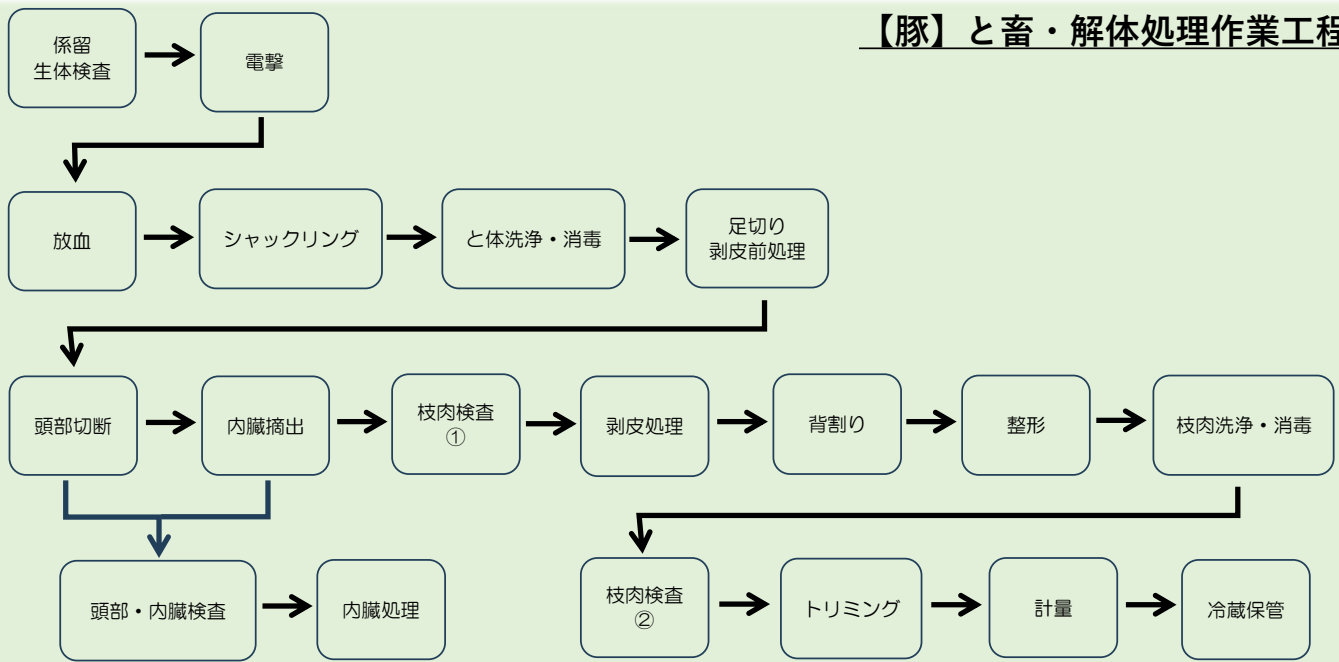 【豚】と畜・解体処理作業工程
係留
生体検査
電撃
放血
シャックリング
と体洗浄・消毒
足切り
剥皮前処理
頭部切断
内臓摘出
枝肉検査
①
剥皮処理
背割り
整形
枝肉洗浄・消毒
頭部・内臓検査
内臓処理
枝肉検査
②
トリミング
計量
冷蔵保管